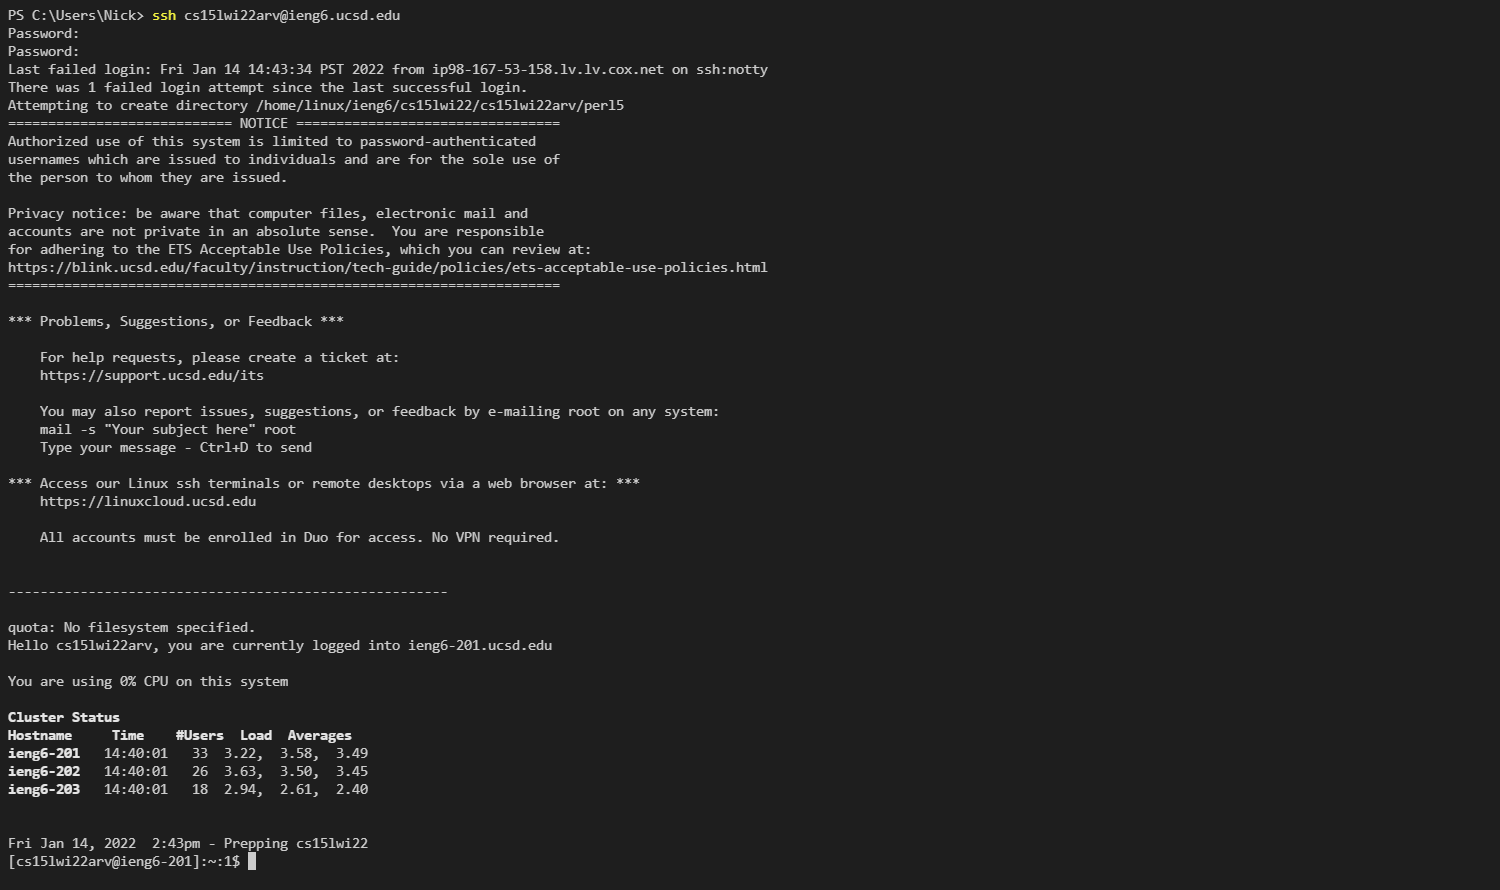 PS C:\Users\Nick> ssh cs15lwi22arv@ieng6.ucsd.edu
Password:
Password:
Last failed login: Fri Jan 14 14:43:34 PST 2022 from ip98-167-53-158.lv.lv.cox.net on ssh:notty
There was 1 failed login attempt since the last successful login.
Attempting to create directory /home/linux/ieng6/cs15lwi22/cs15lwi22arv/perl5
============================ NOTICE =================================
Authorized use of this system is limited to password-authenticated
usernames which are issued to individuals and are for the sole use of
the person to whom they are issued.

Privacy notice: be aware that computer files, electronic mail and
accounts are not private in an absolute sense.  You are responsible
for adhering to the ETS Acceptable Use Policies, which you can review at:
https://blink.ucsd.edu/faculty/instruction/tech-guide/policies/ets-acceptable-use-policies.html
=====================================================================

*** Problems, Suggestions, or Feedback ***

    For help requests, please create a ticket at:
    https://support.ucsd.edu/its

    You may also report issues, suggestions, or feedback by e-mailing root on any system:
    mail -s "Your subject here" root
    Type your message - Ctrl+D to send

*** Access our Linux ssh terminals or remote desktops via a web browser at: ***
    https://linuxcloud.ucsd.edu

    All accounts must be enrolled in Duo for access. No VPN required.


-------------------------------------------------------

quota: No filesystem specified.
Hello cs15lwi22arv, you are currently logged into ieng6-201.ucsd.edu

You are using 0% CPU on this system

Cluster Status
Hostname     Time    #Users  Load  Averages
ieng6-201   14:40:01   33  3.22,  3.58,  3.49
ieng6-202   14:40:01   26  3.63,  3.50,  3.45
ieng6-203   14:40:01   18  2.94,  2.61,  2.40


Fri Jan 14, 2022  2:43pm - Prepping cs15lwi22
[cs15lwi22arv@ieng6-201]:~:1$